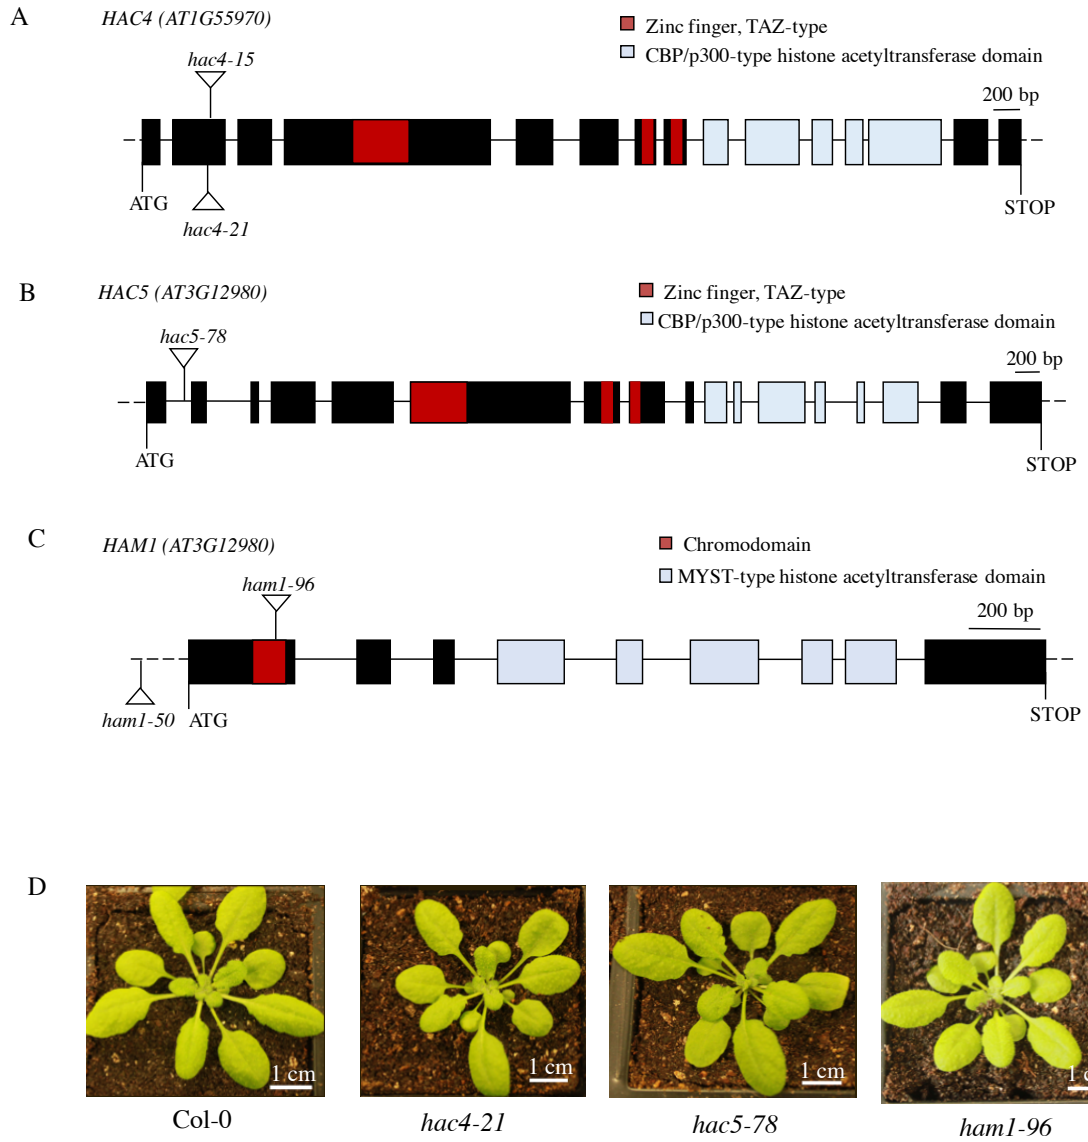 A
HAC4 (AT1G55970)
Zinc finger, TAZ-type
CBP/p300-type histone acetyltransferase domain
hac4-15
200 bp
ATG
hac4-21
STOP
B
HAC5 (AT3G12980)
Zinc finger, TAZ-type
CBP/p300-type histone acetyltransferase domain
hac5-78
200 bp
ATG
STOP
C
HAM1 (AT3G12980)
Chromodomain
MYST-type histone acetyltransferase domain
ham1-96
200 bp
ham1-50
ATG
STOP
D
1 cm
1 cm
1 cm
1 cm
Col-0
hac4-21
hac5-78
ham1-96